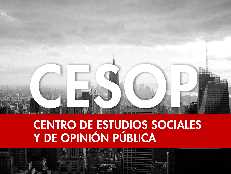 CESOP
CENTRO DE ESTUDIOS SOCIALES
Y DE OPINIÓN PÚBLICA